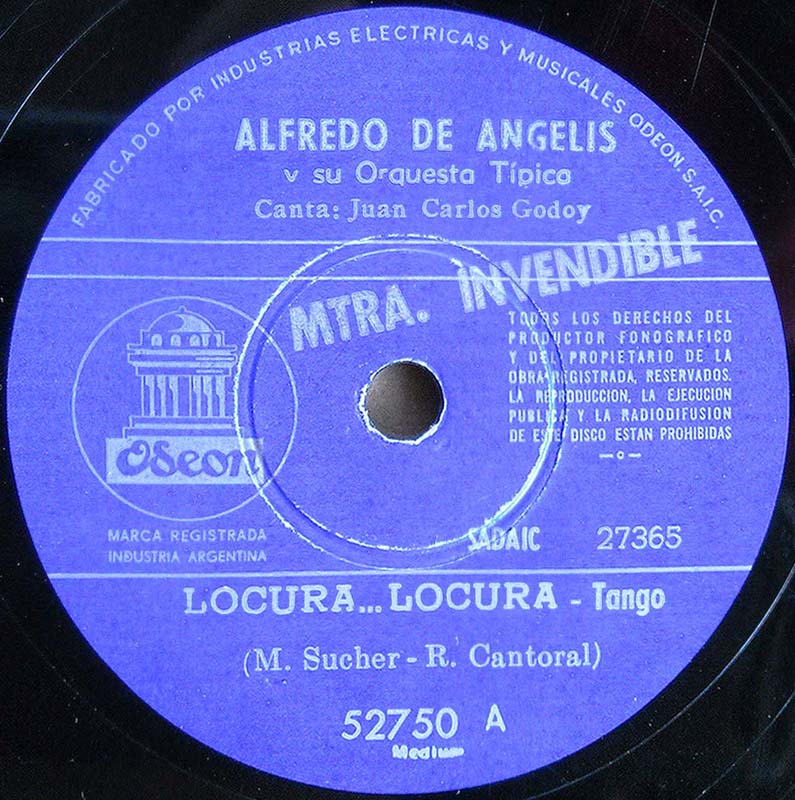 FABRICADO POR INDUSTRIAS ELECTRICAS Y MUSICALES ODEON. S.A.I.C.
ALFREDO DE ANGELIS
y su Orquesta Típica
Canta: Juan Carlos Godoy
MTRA. INVENDIBLE
TODOS LOS DERECHOS DEL
PRODUCTOR FONOGRAFICO
Y DEL PROPIETARIO DE LA
OBRA REGISTRADA, RESERVADOS.
LA REPRODUCCION, LA EJECUCION
PUBLICA Y LA RADIODIFUSION
DE ESTE DISCO ESTAN PROHIBIDAS
Odeon
MARCA REGISTRADA
INDUSTRIA ARGENTINA
SADAIC 27365
LOCURA... LOCURA - Tango
(M. Sucher - R. Cantoral)
52750 A
Medium